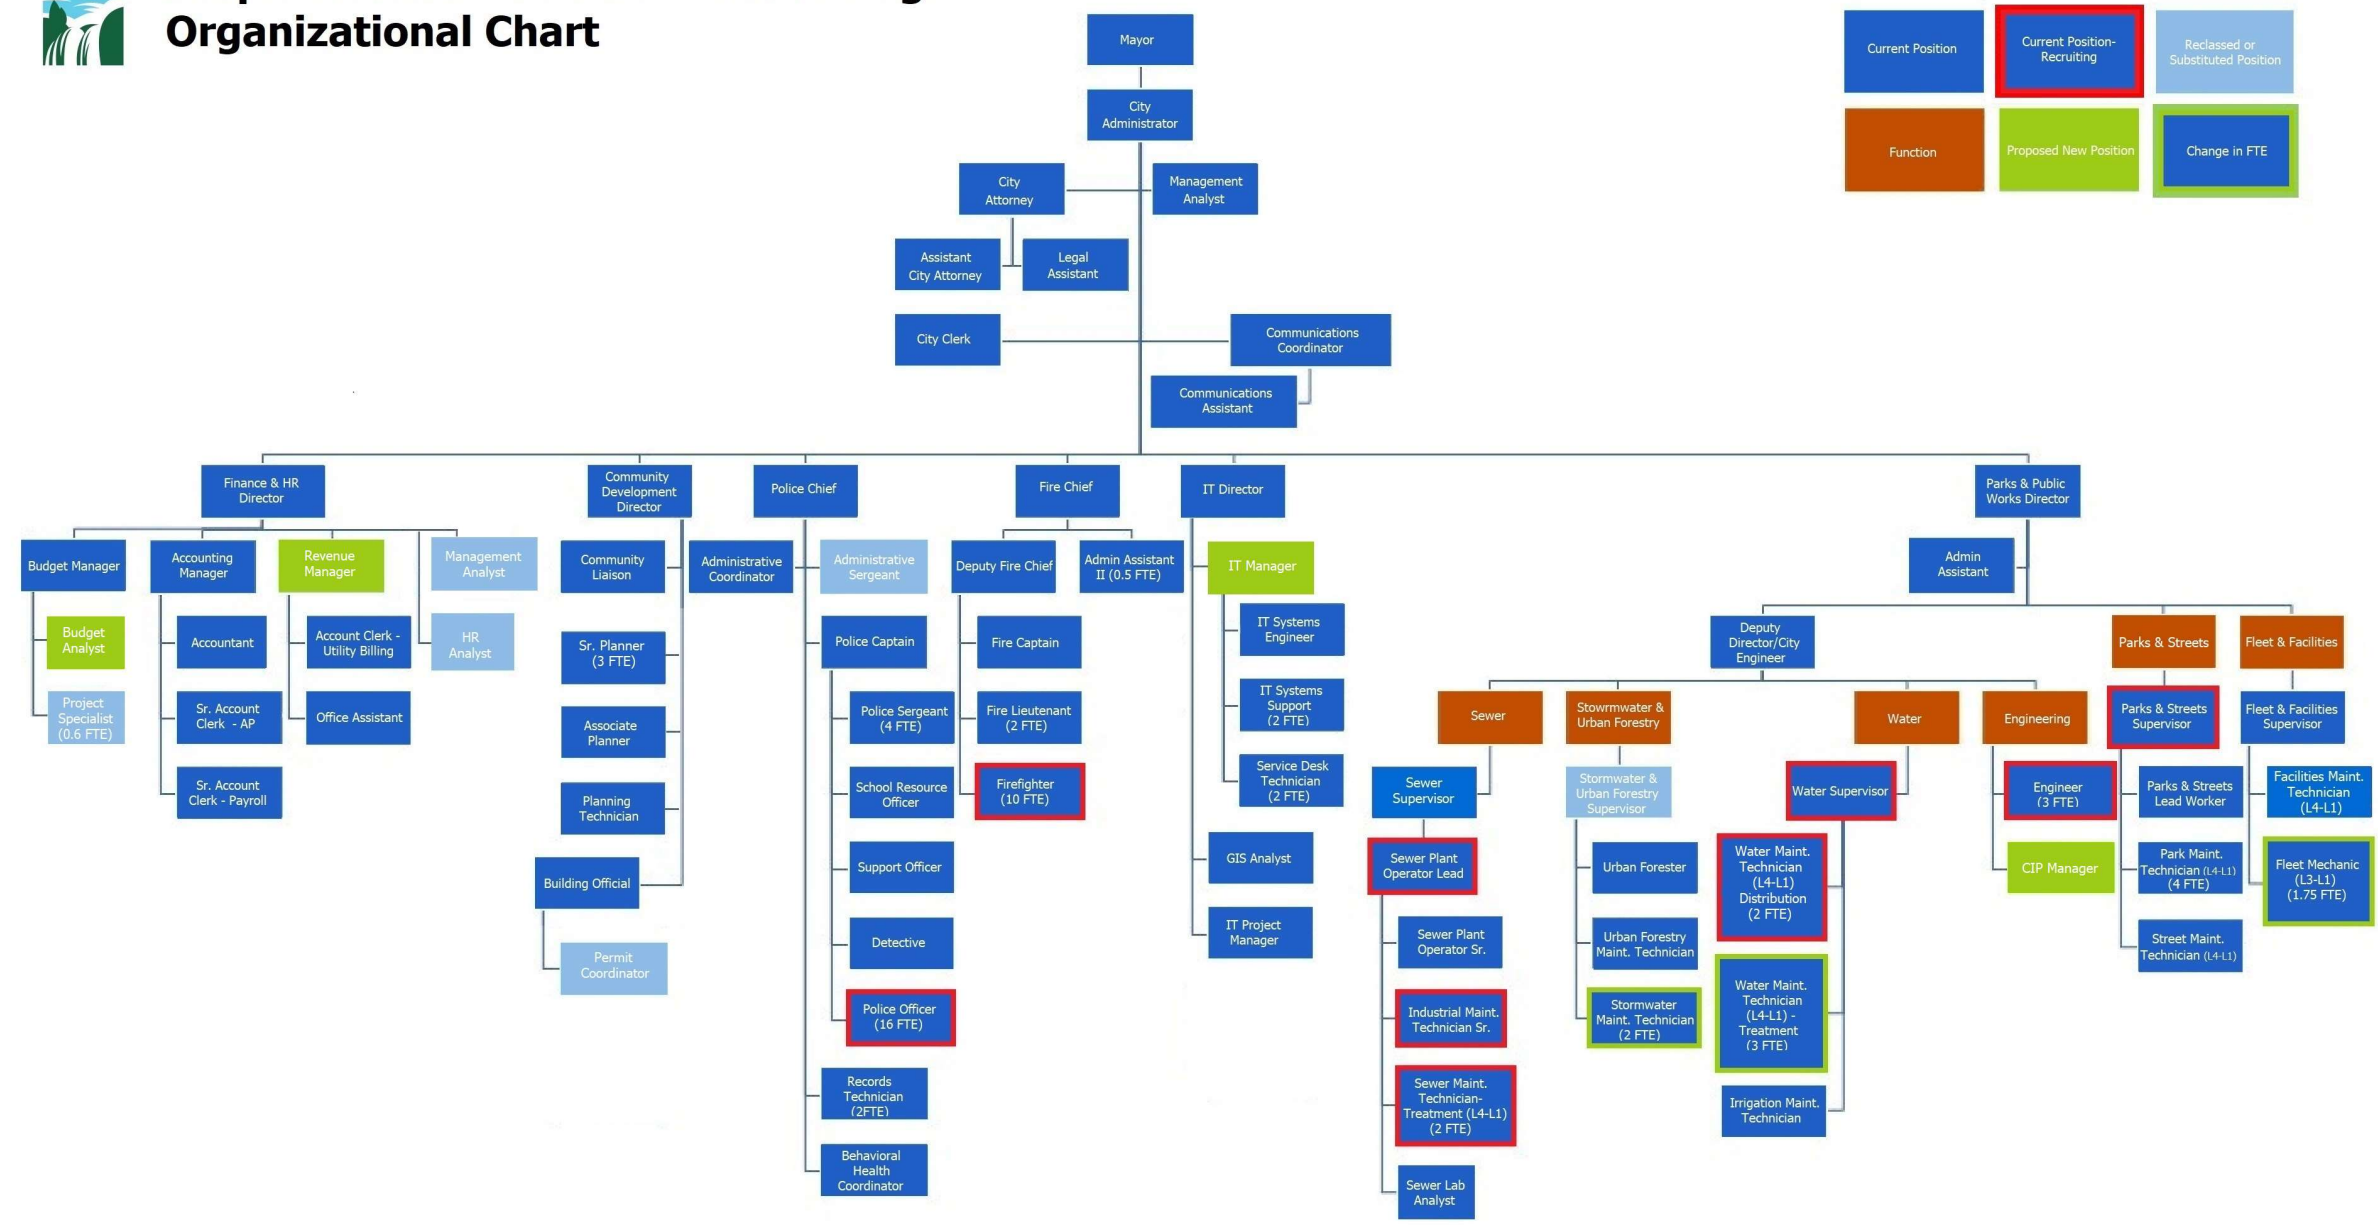 Organizational Chart
Mayor
City
Administrator
City
Attorney
Management
Analyst
Assistant
City Attorney
Legal
Assistant
City Clerk
Communications
Coordinator
Communications
Assistant
Current Position
Current Position-
Recruiting
Reclassed or
Substituted Position
Function
Proposed New Position
Change in FTE
Finance & HR
Director
Budget Manager
Budget
Analyst
Project
Specialist
(0.6 FTE)
Accounting
Manager
Accountant
Sr. Account
Clerk - AP
Sr. Account
Clerk - Payroll
Revenue
Manager
Account Clerk -
Utility Billing
Office Assistant
Management
Analyst
HR
Analyst
Community
Development
Director
Community
Liaison
Sr. Planner
(3 FTE)
Associate
Planner
Planning
Technician
Building Official
Permit
Coordinator
Police Chief
Administrative
Coordinator
Administrative
Sergeant
Police Captain
Police Sergeant
(4 FTE)
School Resource
Officer
Support Officer
Detective
Police Officer
(16 FTE)
Records
Technician
(2FTE)
Behavioral
Health
Coordinator
Fire Chief
Deputy Fire Chief
Admin Assistant
II (0.5 FTE)
Fire Captain
Fire Lieutenant
(2 FTE)
Firefighter
(10 FTE)
IT Director
IT Manager
IT Systems
Engineer
IT Systems
Support
(2 FTE)
Service Desk
Technician
(2 FTE)
GIS Analyst
IT Project
Manager
Parks & Public
Works Director
Admin
Assistant
Deputy
Director/City
Engineer
Sewer
Sewer
Supervisor
Sewer Plant
Operator Lead
Sewer Plant
Operator Sr.
Industrial Maint.
Technician Sr.
Sewer Maint.
Technician-
Treatment (L4-L1)
(2 FTE)
Sewer Lab
Analyst
Stowrmwater &
Urban Forestry
Stormwater &
Urban Forestry
Supervisor
Urban Forester
Urban Forestry
Maint. Technician
Stormwater
Maint. Technician
(2 FTE)
Water
Water Supervisor
Water Maint.
Technician
(L4-L1)
Distribution
(2 FTE)
Water Maint.
Technician
(L4-L1) -
Treatment
(3 FTE)
Irrigation Maint.
Technician
Engineering
Engineer
(3 FTE)
CIP Manager
Parks & Streets
Parks & Streets
Supervisor
Parks & Streets
Lead Worker
Park Maint.
Technician (L4-L1)
(4 FTE)
Street Maint.
Technician (L4-L1)
Fleet & Facilities
Fleet & Facilities
Supervisor
Facilities Maint.
Technician
(L4-L1)
Fleet Mechanic
(L3-L1)
(1.75 FTE)